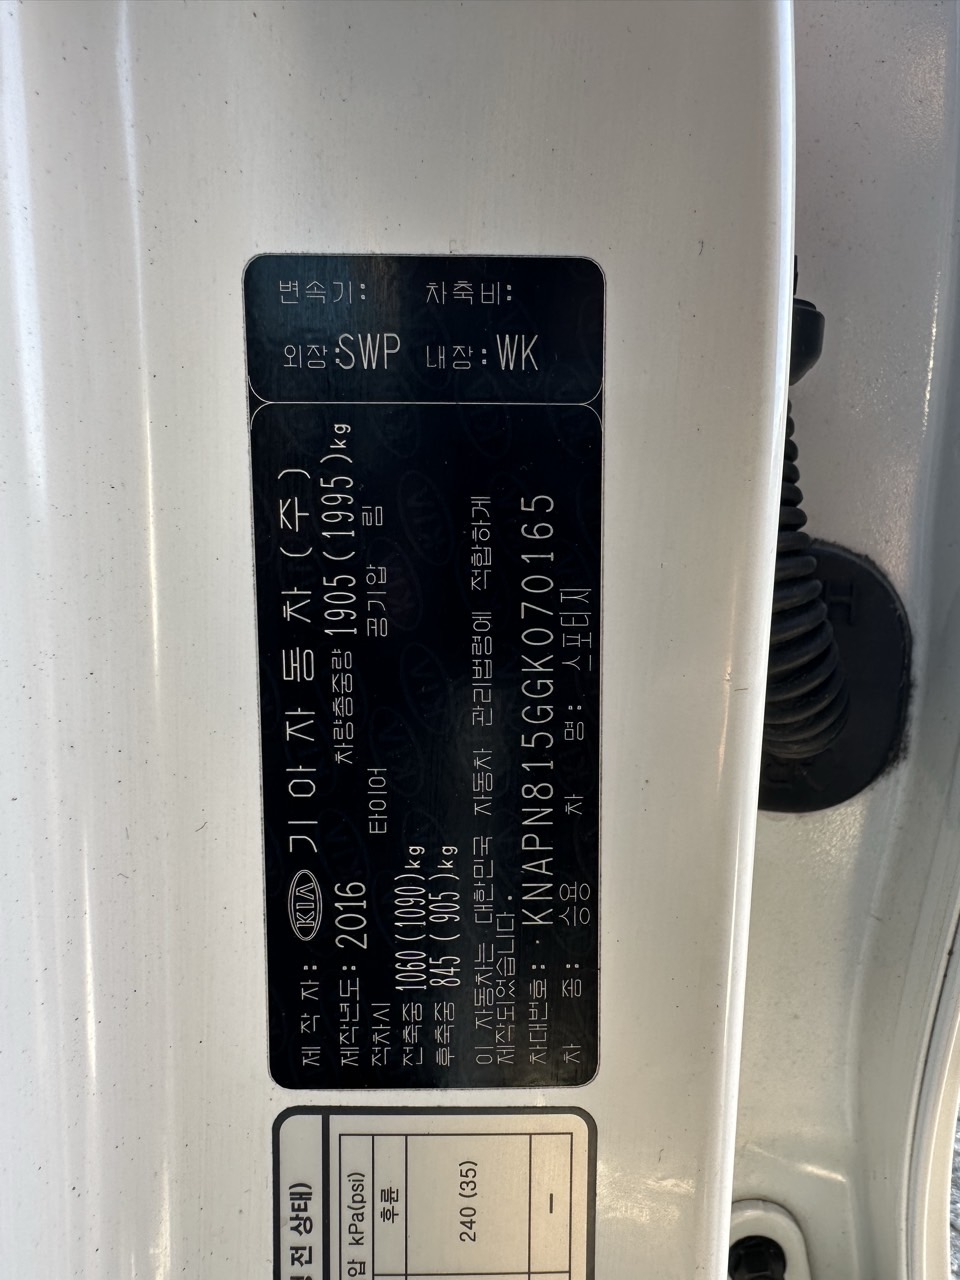 변속기: 차축비:
외장:SWP 내장:WK
제 작 자: KIA 기아자동차(주)
제작년도: 2016 차량총중량 1905(1995)kg
적차시 타이어 공기압 림
전축중 1060(1090)kg
후축중 845 ( 905)kg
이 자동차는 대한민국 자동차 관리법령에 적합하게
제작되었습니다.
차대번호: · KNAPN815GGK070165
차 종: 승용 차 명: 스포티지
전 상태)
압 kPa(psi)
후륜
240 (35)
–